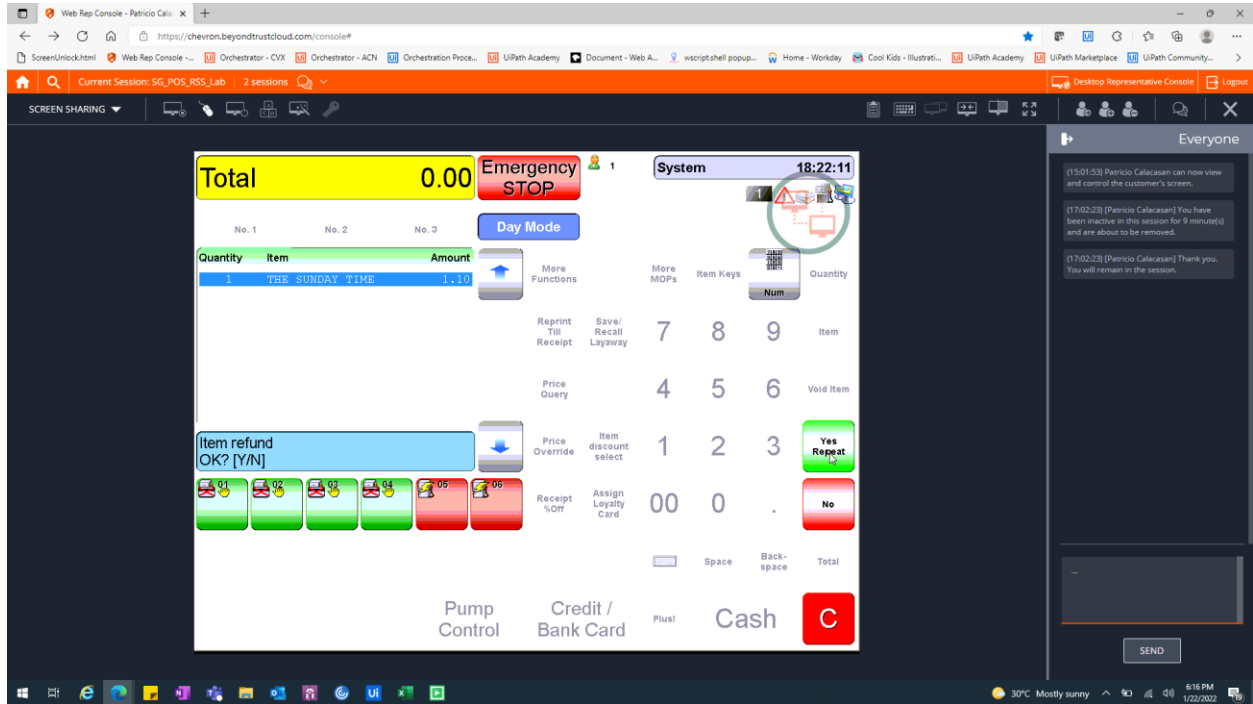 Web Rep Console - Patricio Cala
https://chevron.beyondtrustcloud.com/console#
ScreenUnlock.html Web Rep Console -... Orchestrator - CVX Orchestrator - ACN Orchestration Proce... UiPath Academy Document - Web A... wscript.shell popup... Home - Workday Cool Kids - Illustrati... UiPath Academy UiPath Marketplace UiPath Community...
Current Session: SG_POS_RSS_Lab 2 sessions Desktop Representative Console Logout
SCREEN SHARING
Everyone
(15:01:53) Patricio Calacasan can now view
and control the customer's screen.
(17:02:23) [Patricio Calacasan] You have
been inactive in this session for 9 minute(s)
and are about to be removed.
(17:02:23) [Patricio Calacasan] Thank you.
You will remain in the session.
SEND
Total 0.00
Emergency
STOP
1
System 18:22:11
1
No. 1 No. 2 No. 3
Day Mode
Quantity Item Amount
1 THE SUNDAY TIME 1.10
More
Functions
More
MOPs
Item Keys
Num
Quantity
Reprint
Till
Receipt
Save/
Recall
Layaway
7 8 9
Item
Price
Query
4 5 6
Void Item
Item refund
OK? [Y/N]
Price
Override
Item
discount
select
1 2 3
Yes
Repeat
01 02 03 04 05 06
Receipt
%Off
Assign
Loyalty
Card
00 0 .
No
Space
Back-
space
Total
Pump
Control
Credit /
Bank Card
Plus!
Cash
C
30°C Mostly sunny
6:16 PM
1/22/2022